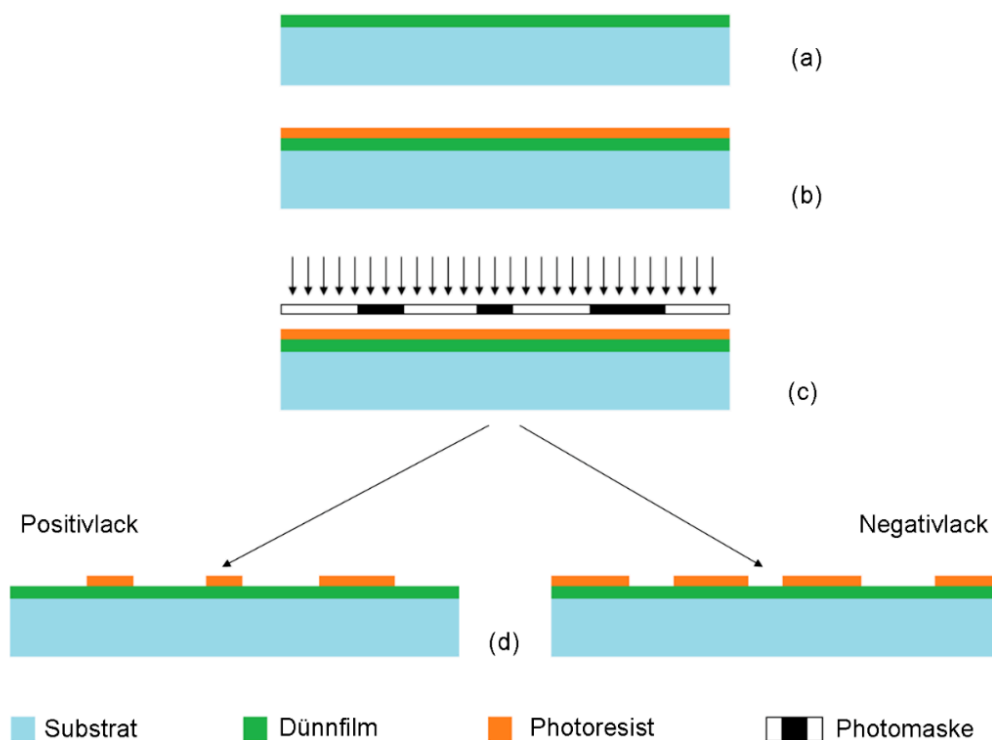 (a)
(b)
(c)
Positivlack
Negativlack
(d)
Substrat
Dünnfilm
Photoresist
Photomaske